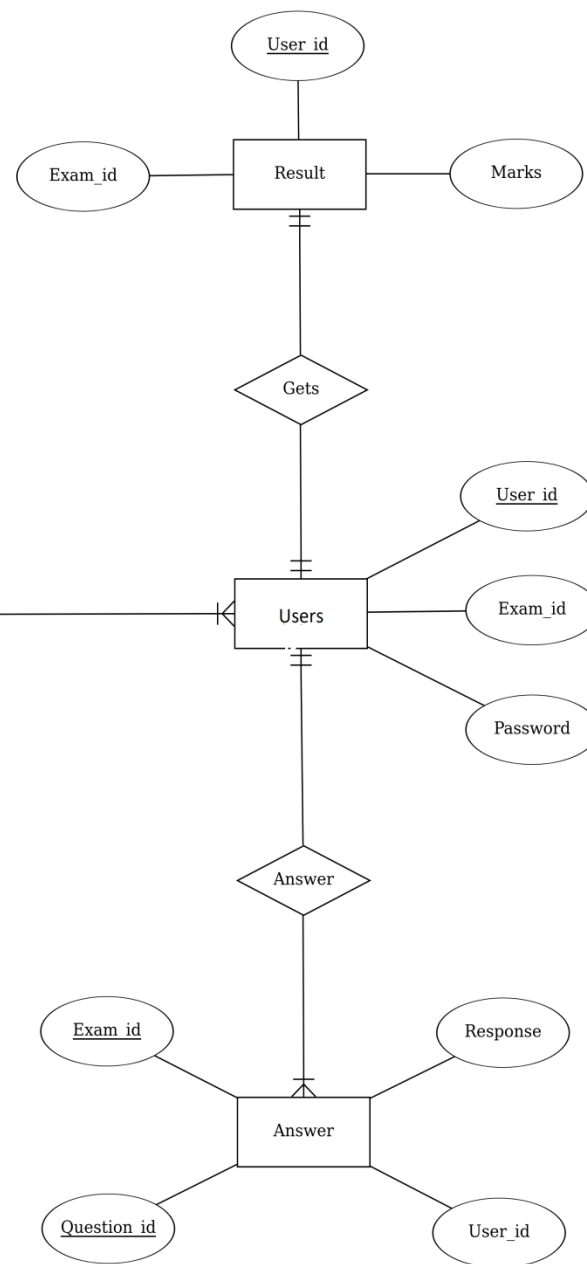 User_id
Exam_id
Result
Marks
Gets
User_id
Exam_id
Users
Password
Answer
Exam_id
Response
Answer
Question_id
User_id